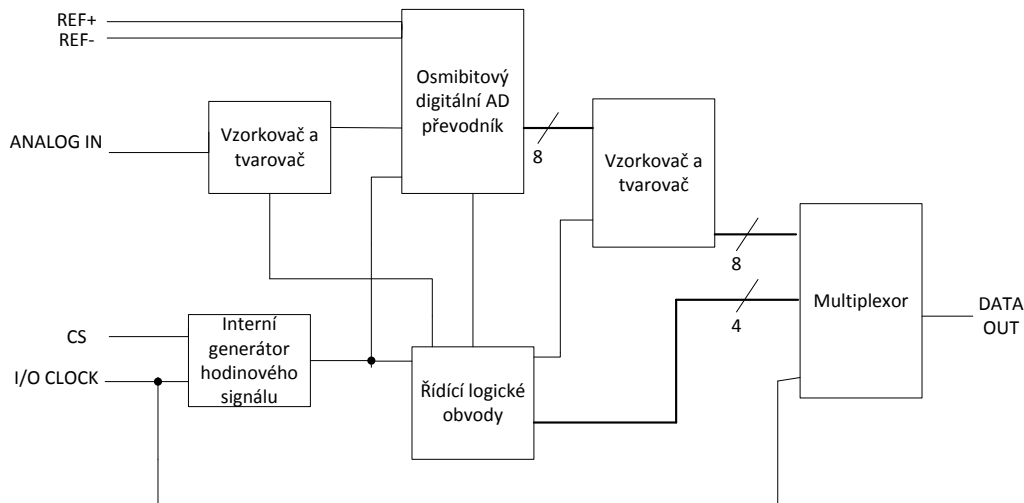 REF+
REF-
Osmibitový
digitální AD
převodník
ANALOG IN
Vzorkovač a
tvarovač
8
Vzorkovač a
tvarovač
8
4
Multiplexor
DATA
OUT
CS
I/O CLOCK
Interní
generátor
hodinového
signálu
Řídící logické
obvody